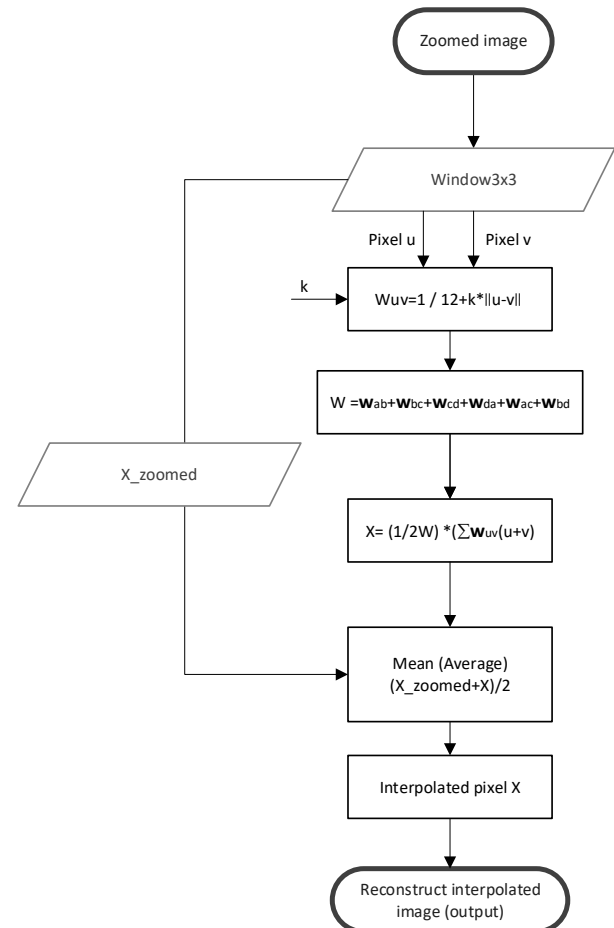 Zoomed image
Window3x3
Pixel u
Pixel v
k
Wuv=1 / 12+k*||u-v||
W =wab+wbc+wcd+wda+wac+wbd
X_zoomed
X= (1/2W) *(∑wuv(u+v)
Mean (Average)
(X_zoomed+X)/2
Interpolated pixel X
Reconstruct interpolated
image (output)